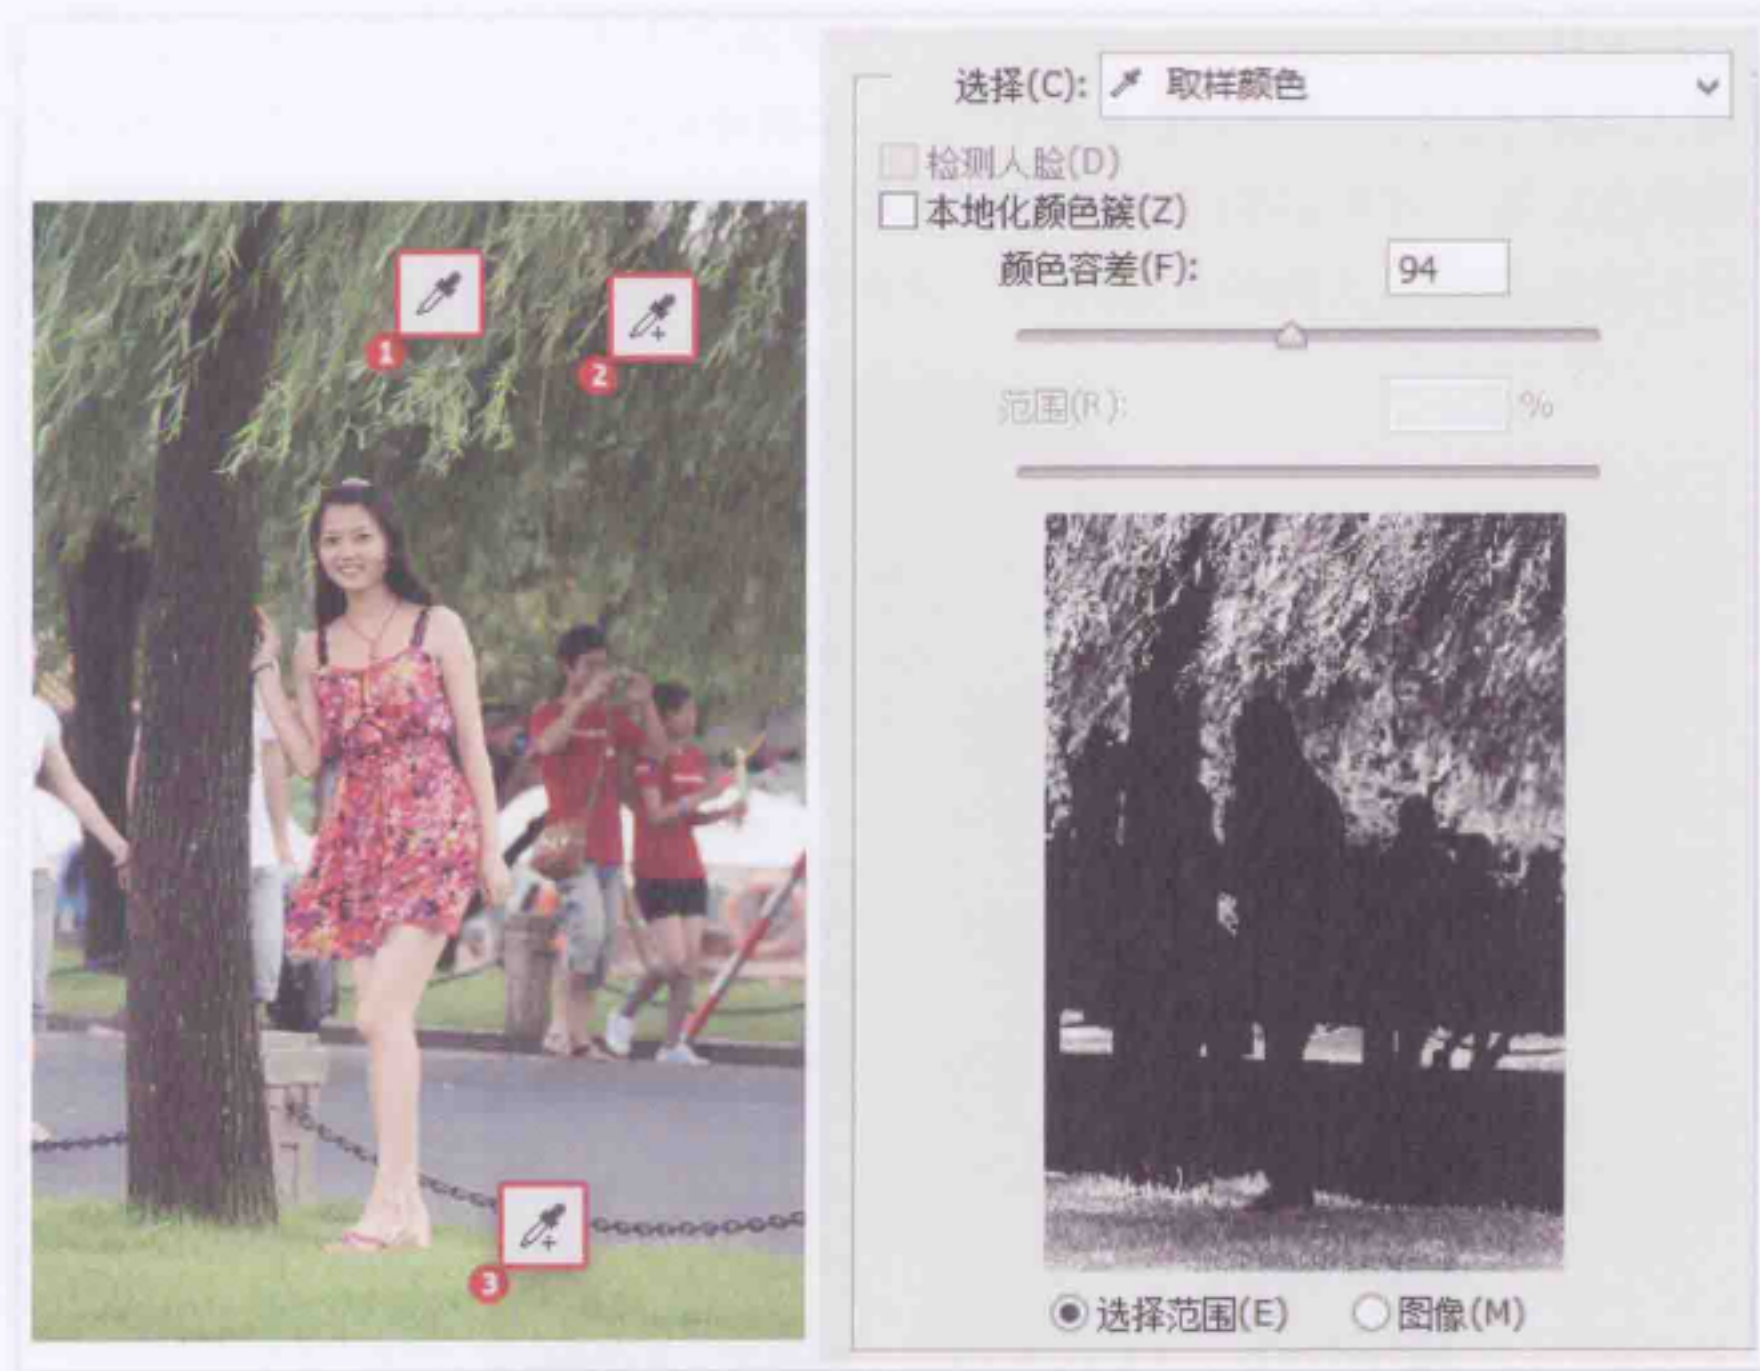 选择(C): 取样颜色
检测人脸(D)
本地化颜色簇(Z)
颜色容差(F): 94
范围(R): %
选择范围(E) 图像(M)
1
2
3